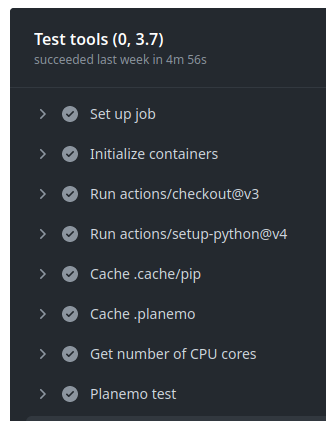 Test tools (0, 3.7)
succeeded last week in 4m 56s
Set up job
Initialize containers
Run actions/checkout@v3
Run actions/setup-python@v4
Cache .cache/pip
Cache .planemo
Get number of CPU cores
Planemo test